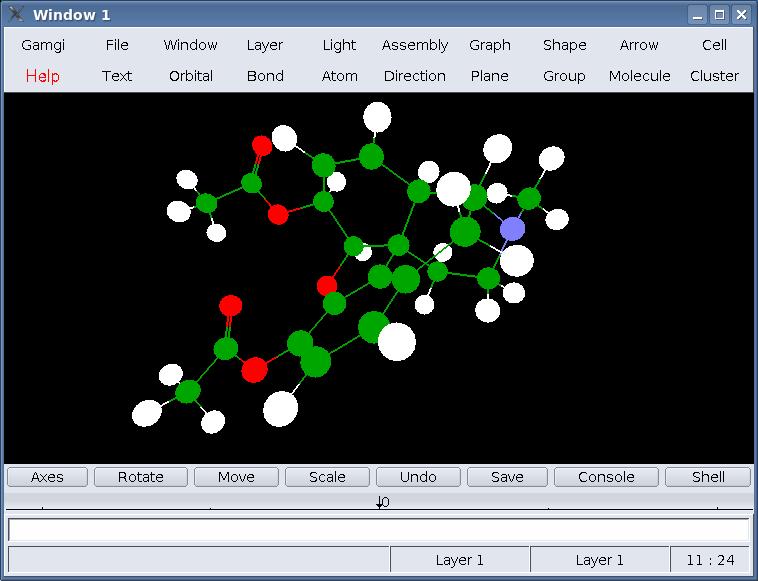 Window 1
Gamgi File Window Layer Light Assembly Graph Shape Arrow Cell
Help Text Orbital Bond Atom Direction Plane Group Molecule Cluster
Axes Rotate Move Scale Undo Save Console Shell
0
Layer 1 Layer 1 11 : 24